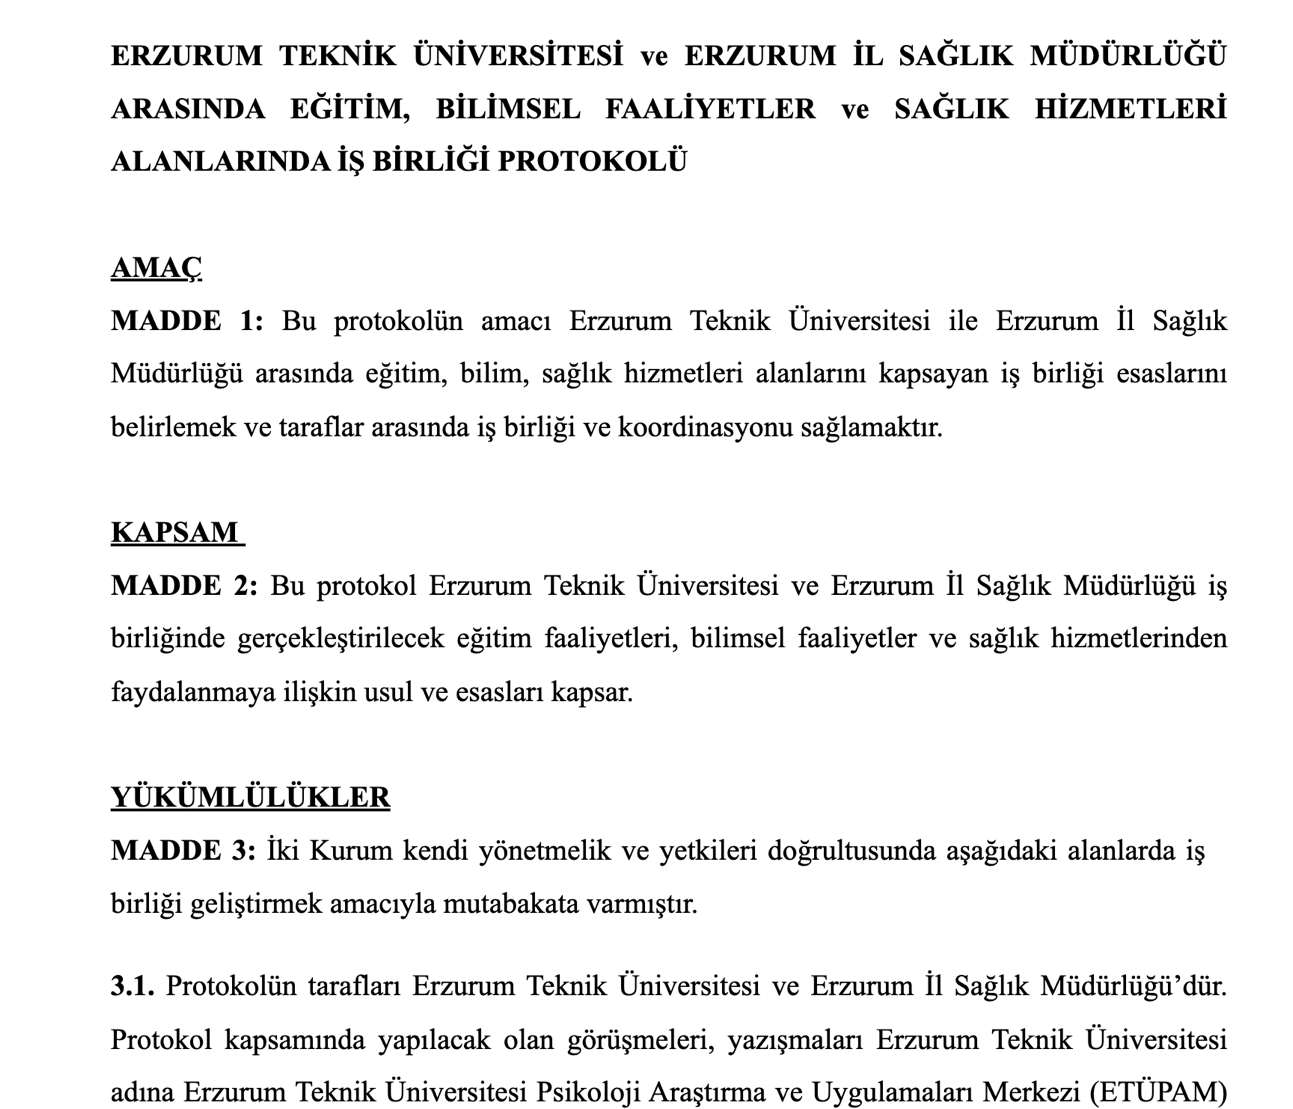 ERZURUM TEKNİK ÜNİVERSİTESİ ve ERZURUM İL SAĞLIK MÜDÜRLÜĞÜ
ARASINDA EĞİTİM, BİLİMSEL FAALİYETLER ve SAĞLIK HİZMETLERİ
ALANLARINDA İŞ BİRLİĞİ PROTOKOLÜ
AMAÇ
MADDE 1: Bu protokolün amacı Erzurum Teknik Üniversitesi ile Erzurum İl Sağlık
Müdürlüğü arasında eğitim, bilim, sağlık hizmetleri alanlarını kapsayan iş birliği esaslarını
belirlemek ve taraflar arasında iş birliği ve koordinasyonu sağlamaktır.
KAPSAM
MADDE 2: Bu protokol Erzurum Teknik Üniversitesi ve Erzurum İl Sağlık Müdürlüğü iş
birliğinde gerçekleştirilecek eğitim faaliyetleri, bilimsel faaliyetler ve sağlık hizmetlerinden
faydalanmaya ilişkin usul ve esasları kapsar.
YÜKÜMLÜLÜKLER
MADDE 3: İki Kurum kendi yönetmelik ve yetkileri doğrultusunda aşağıdaki alanlarda iş
birliği geliştirmek amacıyla mutabakata varmıştır.
3.1. Protokolün tarafları Erzurum Teknik Üniversitesi ve Erzurum İl Sağlık Müdürlüğü’dür.
Protokol kapsamında yapılacak olan görüşmeleri, yazışmaları Erzurum Teknik Üniversitesi
adına Erzurum Teknik Üniversitesi Psikoloji Araştırma ve Uygulamaları Merkezi (ETÜPAM)